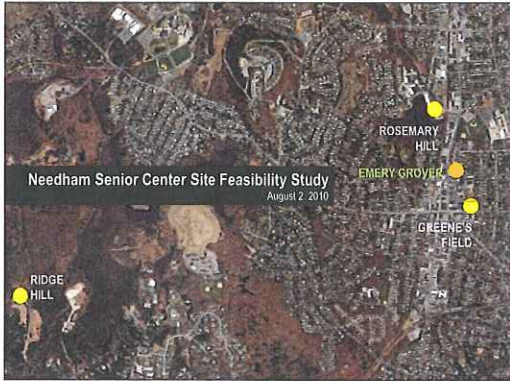 ROSEMARY
HILL
EMERY GROVER
Needham Senior Center Site Feasibility Study
August 2, 2010
GREENE'S
FIELD
RIDGE
HILL